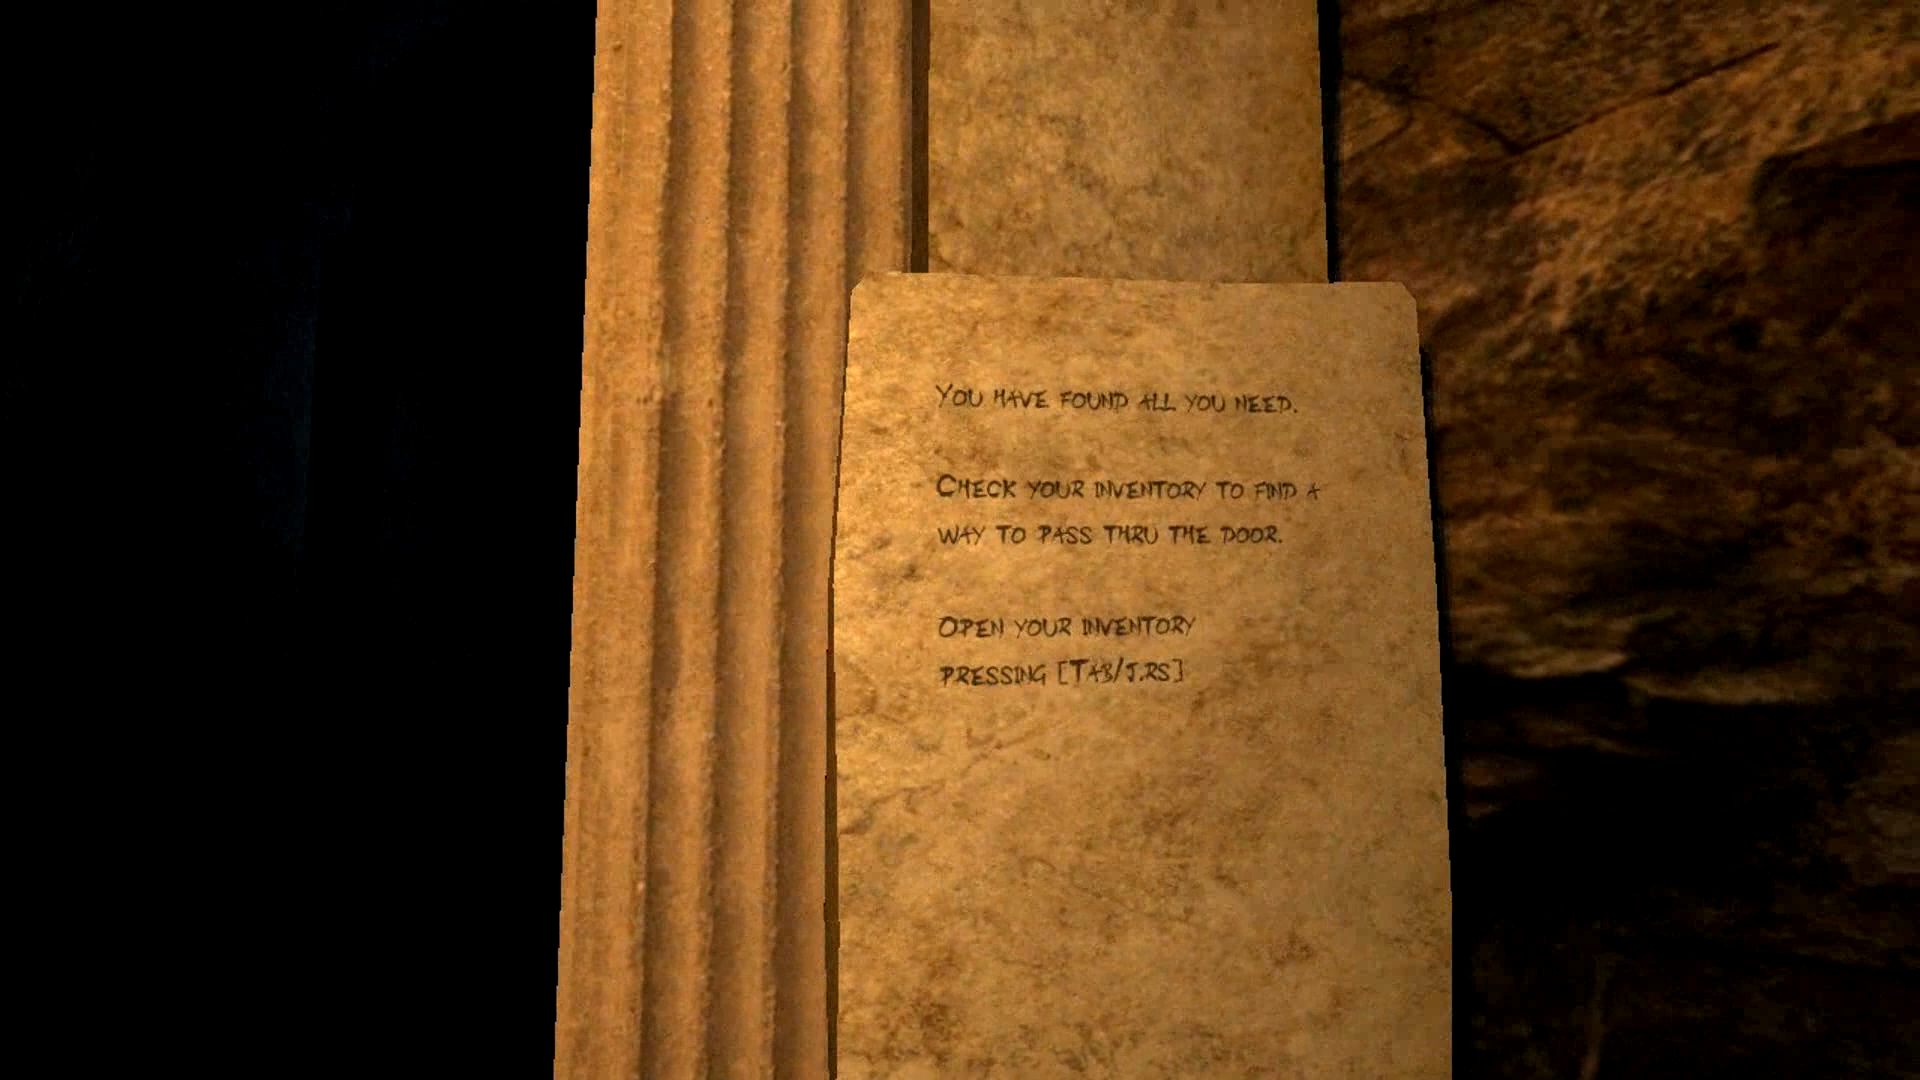 You have found all you need.
Check your inventory to find a
way to pass thru the door.
Open your inventory
pressing [Tab/J.RS]